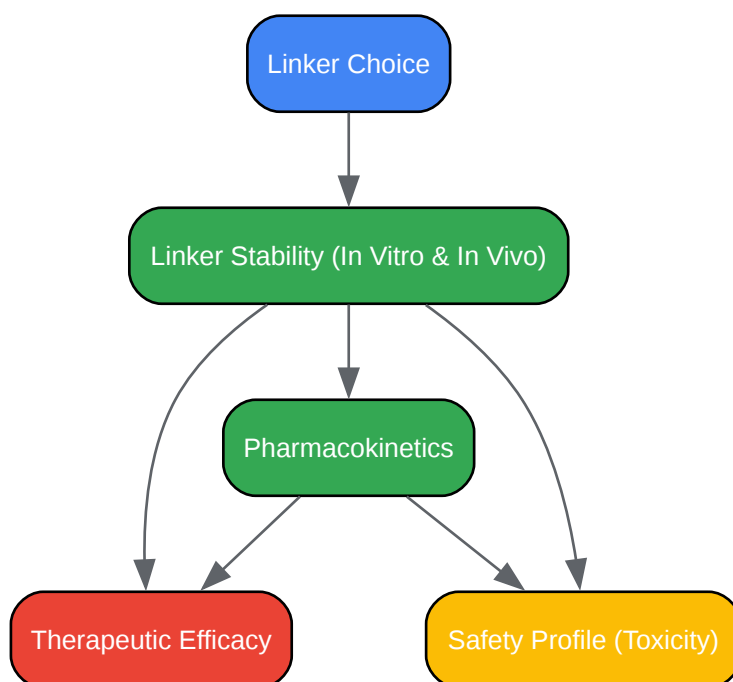 Linker Choice
Linker Stability (In Vitro & In Vivo)
Pharmacokinetics
Therapeutic Efficacy
Safety Profile (Toxicity)